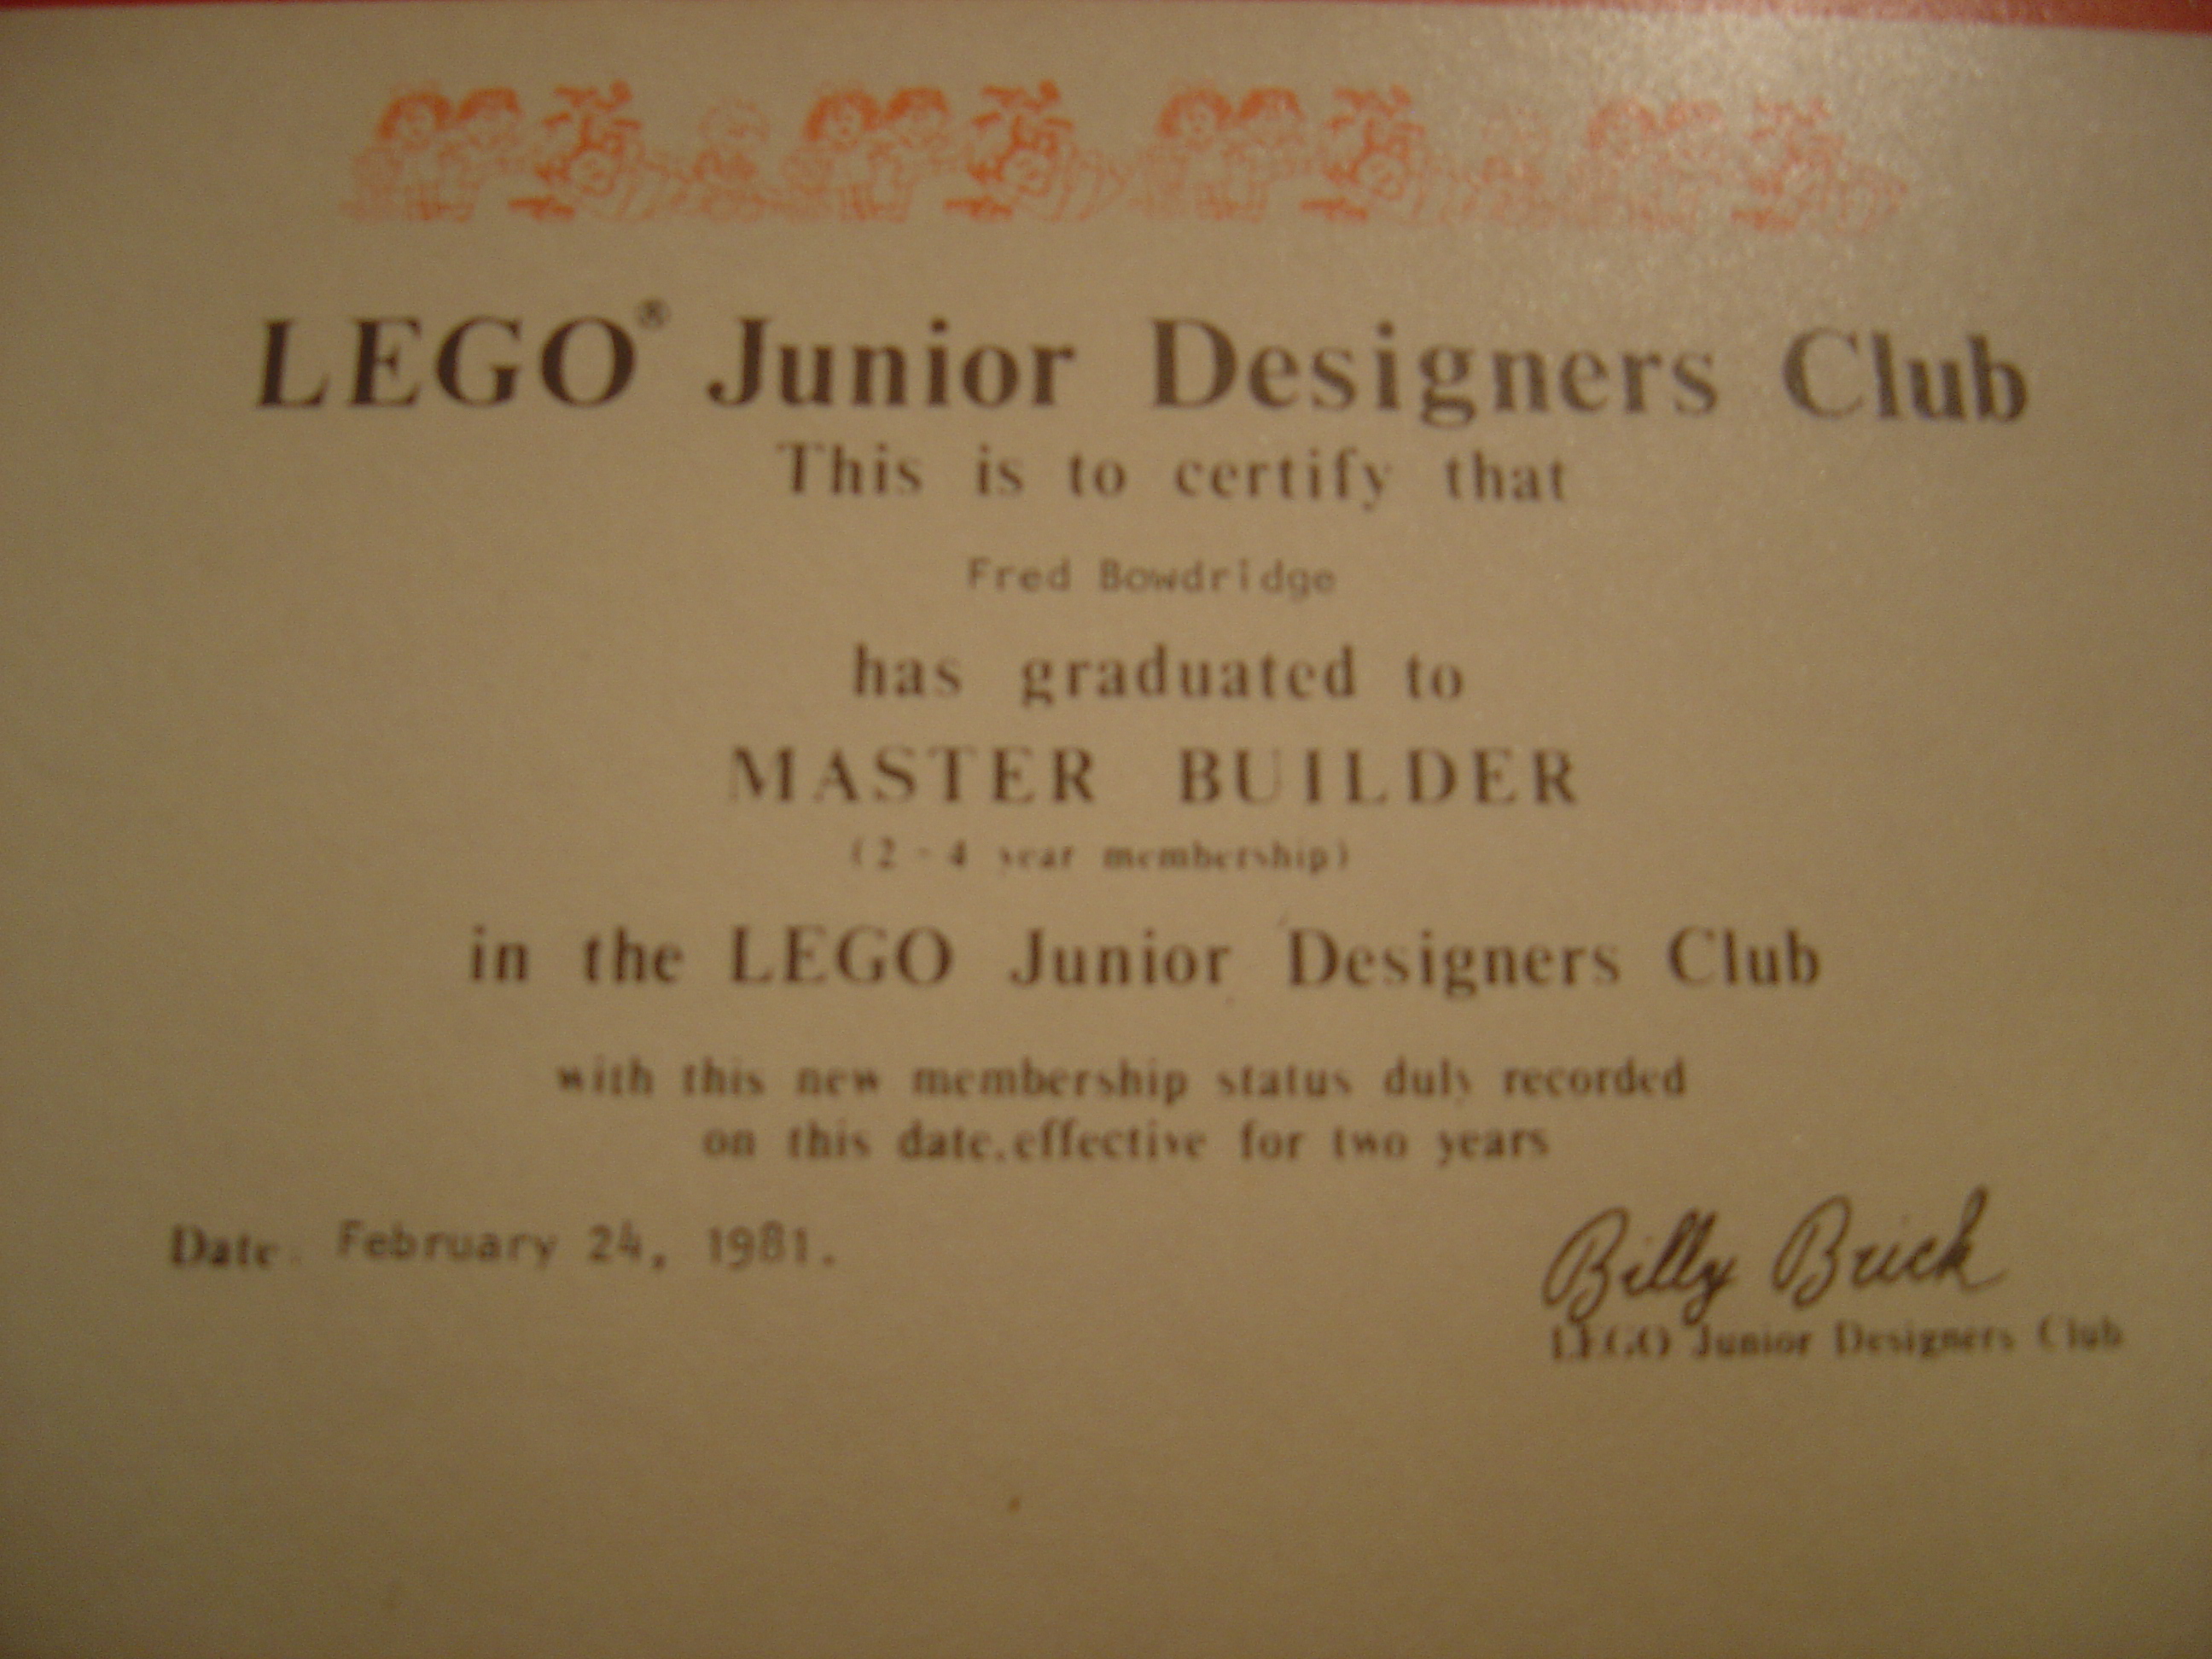 LEGO® Junior Designers Club
This is to certify that
Fred Bowdridge
has graduated to
MASTER BUILDER
(2 - 4 year membership)
in the LEGO Junior Designers Club
with this new membership status duly recorded
on this date, effective for two years
Date. February 24, 1981.
Billy Brick
LEGO Junior Designers Club